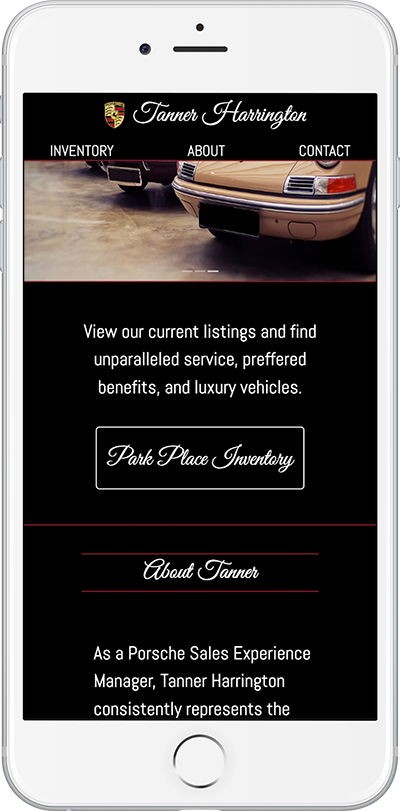 Tanner Harrington
INVENTORY ABOUT CONTACT
View our current listings and find
unparalleled service, preffered
benefits, and luxury vehicles.
Park Place Inventory
About Tanner
As a Porsche Sales Experience
Manager, Tanner Harrington
consistently represents the